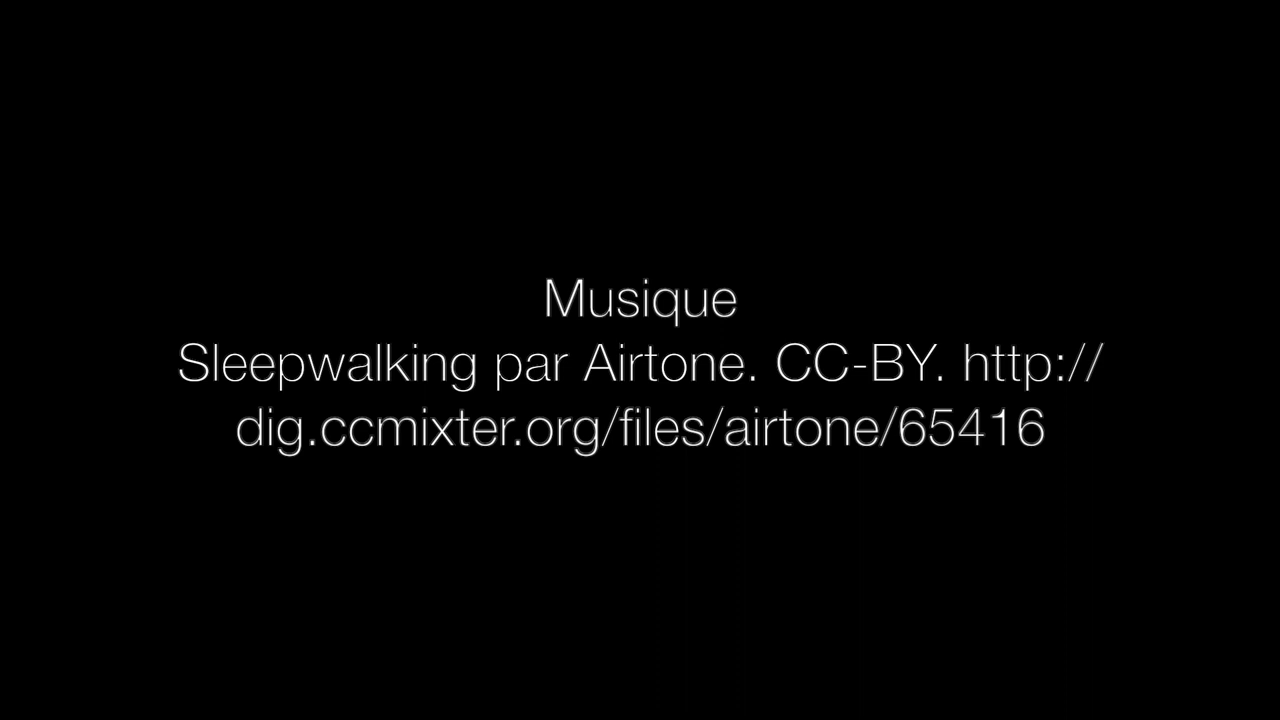 Musique
Sleepwalking par Airtone. CC-BY. http://
dig.ccmixter.org/files/airtone/65416